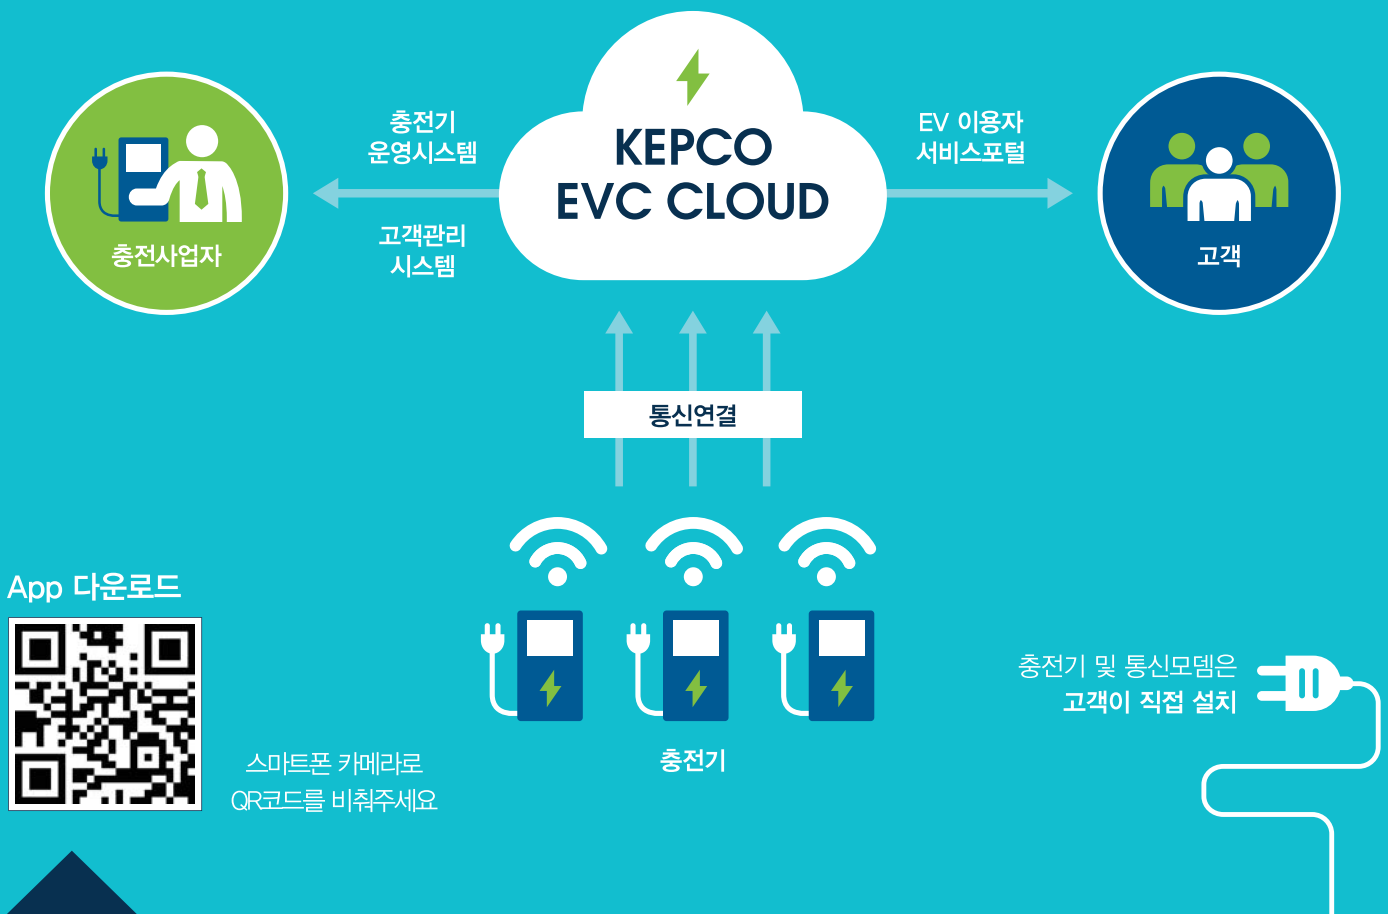 KEPCO
EVC CLOUD
충전기
운영시스템
고객관리
시스템
충전사업자
EV 이용자
서비스포털
고객
통신연결
충전기
App 다운로드
스마트폰 카메라로
QR코드를 비춰주세요
충전기 및 통신모뎀은
고객이 직접 설치